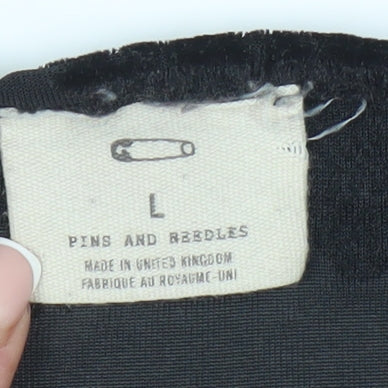 L
PINS AND NEEDLES
MADE IN UNITED KINGDOM
FABRIQUE AU ROYAUME-UNI